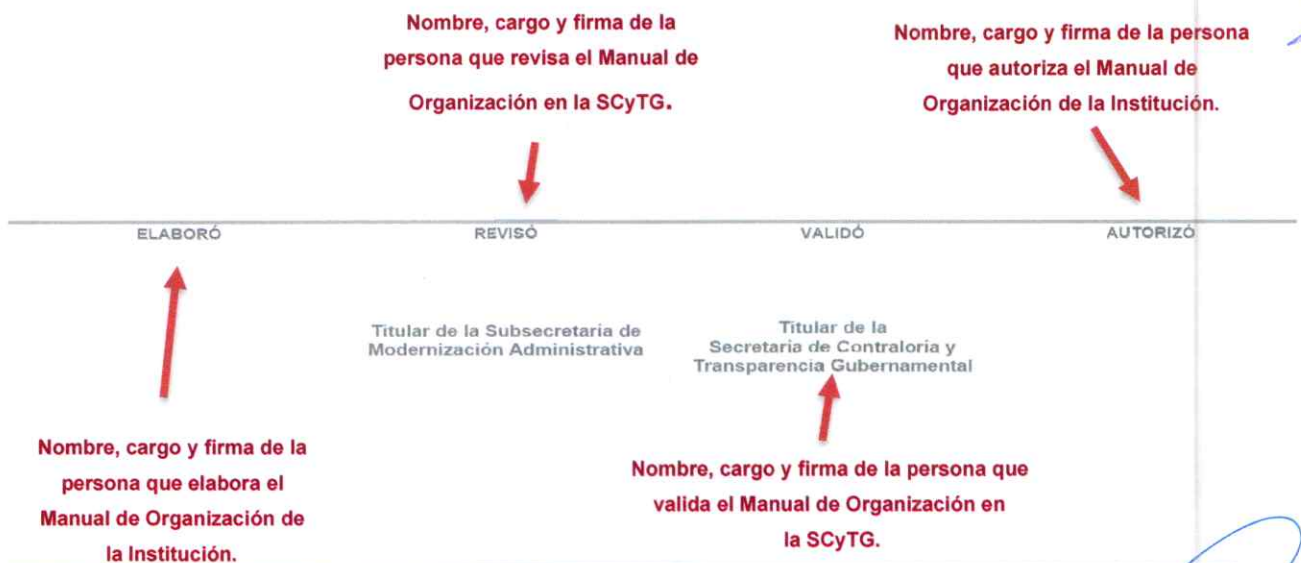 Nombre, cargo y firma de la
persona que revisa el Manual de
Organización en la SCyTG.
Nombre, cargo y firma de la persona
que autoriza el Manual de
Organización de la Institución.
ELABORÓ
REVISÓ
VALIDÓ
AUTORIZÓ
Titular de la Subsecretaría de
Modernización Administrativa
Titular de la
Secretaria de Contraloría y
Transparencia Gubernamental
Nombre, cargo y firma de la
persona que elabora el
Manual de Organización de
la Institución.
Nombre, cargo y firma de la persona que
valida el Manual de Organización en
la SCyTG.